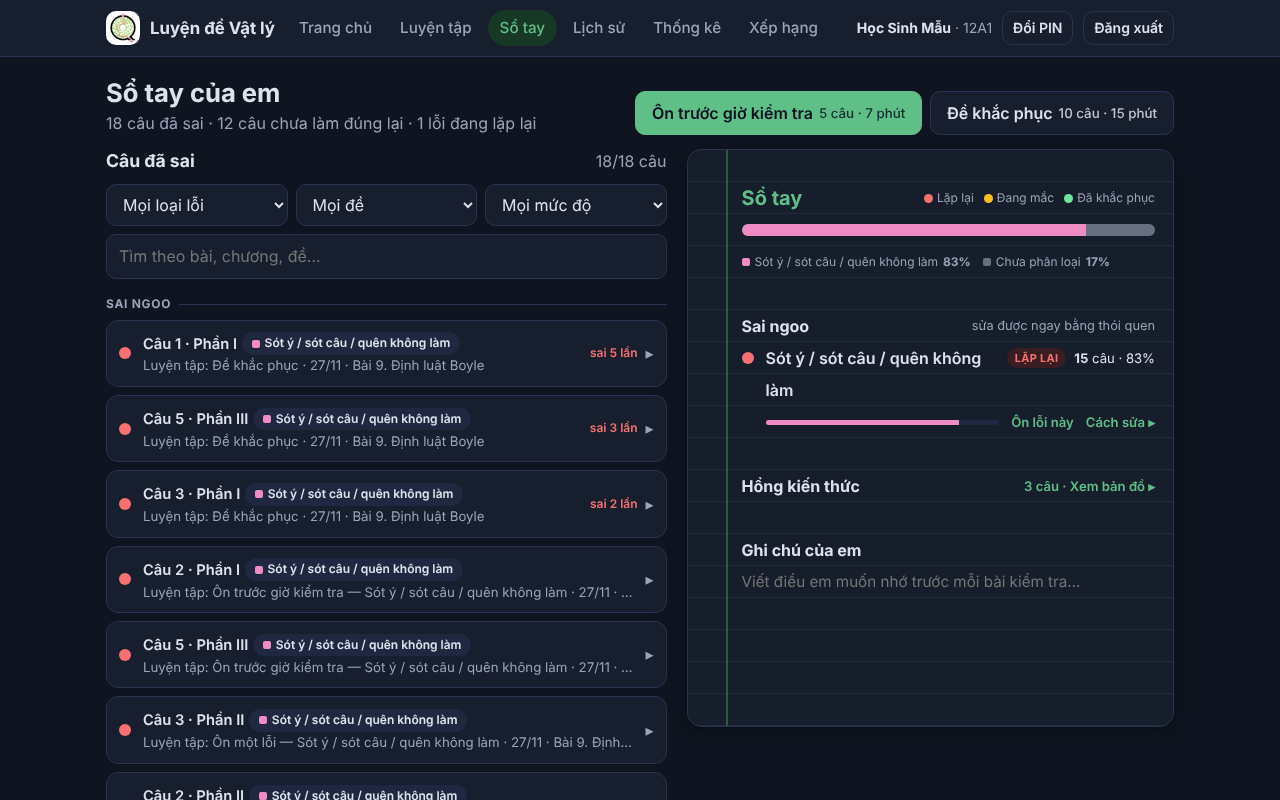 Luyện đề Vật lý
Trang chủ
Luyện tập
Sổ tay
Lịch sử
Thống kê
Xếp hạng
Học Sinh Mẫu · 12A1
Đổi PIN
Đăng xuất
Sổ tay của em
18 câu đã sai · 12 câu chưa làm đúng lại · 1 lỗi đang lặp lại
Ôn trước giờ kiểm tra 5 câu · 7 phút
Đề khắc phục 10 câu · 15 phút
Câu đã sai
18/18 câu
Mọi loại lỗi
Mọi đề
Mọi mức độ
Tìm theo bài, chương, đề...
SAI NGOO
Câu 1 · Phần I Sót ý / sót câu / quên không làm
Luyện tập: Đề khắc phục · 27/11 · Bài 9. Định luật Boyle
sai 5 lần ▸
Câu 5 · Phần III Sót ý / sót câu / quên không làm
Luyện tập: Đề khắc phục · 27/11 · Bài 9. Định luật Boyle
sai 3 lần ▸
Câu 3 · Phần I Sót ý / sót câu / quên không làm
Luyện tập: Đề khắc phục · 27/11 · Bài 9. Định luật Boyle
sai 2 lần ▸
Câu 2 · Phần I Sót ý / sót câu / quên không làm
Luyện tập: Ôn trước giờ kiểm tra — Sót ý / sót câu / quên không làm · 27/11 · ...
Câu 5 · Phần III Sót ý / sót câu / quên không làm
Luyện tập: Ôn trước giờ kiểm tra — Sót ý / sót câu / quên không làm · 27/11 · ...
Câu 3 · Phần II Sót ý / sót câu / quên không làm
Luyện tập: Ôn một lỗi — Sót ý / sót câu / quên không làm · 27/11 · Bài 9. Định...
Câu 2 · Phần II Sót ý / sót câu / quên không làm
Sổ tay
Lặp lại
Đang mắc
Đã khắc phục
Sót ý / sót câu / quên không làm 83%
Chưa phân loại 17%
Sai ngoo
sửa được ngay bằng thói quen
Sót ý / sót câu / quên không
làm
LẶP LẠI
15 câu · 83%
Ôn lỗi này
Cách sửa ▸
Hổng kiến thức
3 câu · Xem bản đồ ▸
Ghi chú của em
Viết điều em muốn nhớ trước mỗi bài kiểm tra...